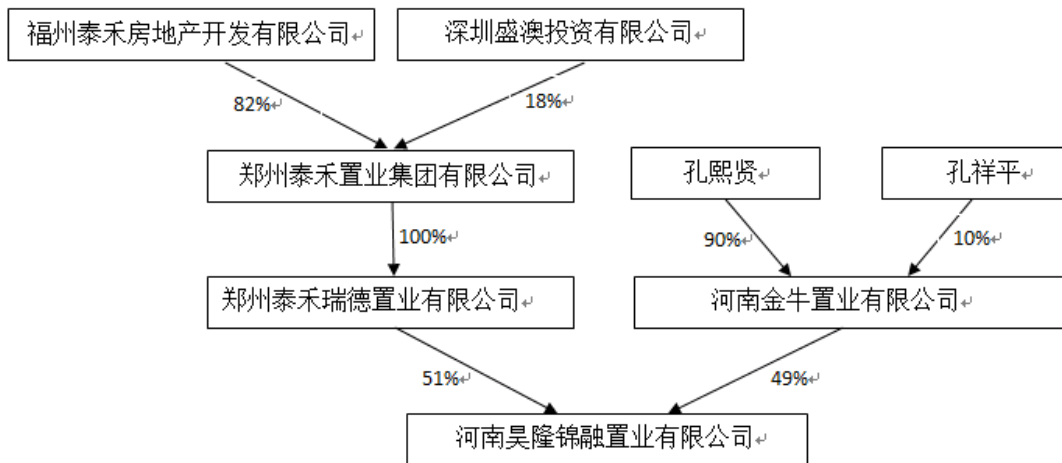 福州泰禾房地产开发有限公司
深圳盛澳投资有限公司
82%
18%
郑州泰禾置业集团有限公司
孔熙贤
孔祥平
100%
90%
10%
郑州泰禾瑞德置业有限公司
河南金牛置业有限公司
51%
49%
河南昊隆锦融置业有限公司